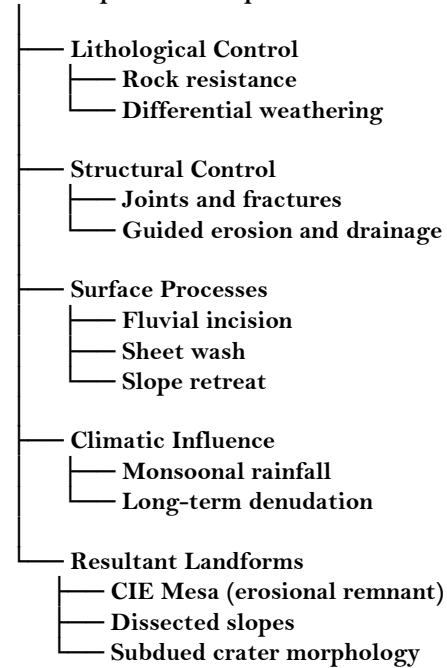 Lithological Control
Rock resistance
Differential weathering
Structural Control
Joints and fractures
Guided erosion and drainage
Surface Processes
Fluvial incision
Sheet wash
Slope retreat
Climatic Influence
Monsoonal rainfall
Long-term denudation
Resultant Landforms
CIE Mesa (erosional remnant)
Dissected slopes
Subdued crater morphology